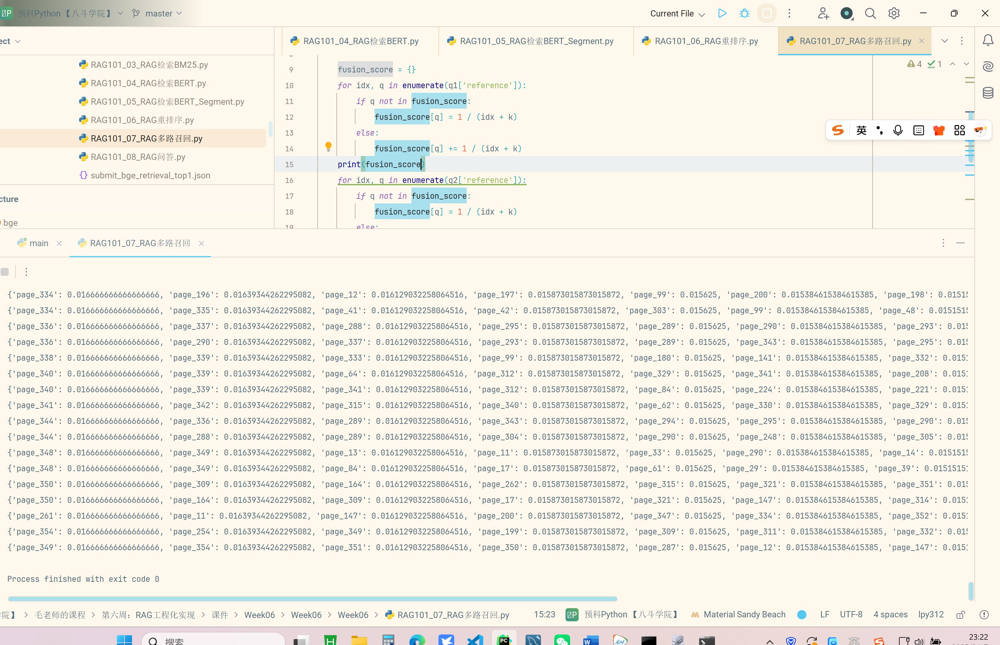 预科Python 【八斗学院】 master
Current File
ect
RAG101_03_RAG检索BM25.py
RAG101_04_RAG检索BERT.py
RAG101_05_RAG检索BERT_Segment.py
RAG101_06_RAG重排序.py
RAG101_07_RAG多路召回.py
RAG101_08_RAG问答.py
{} submit_bge_retrieval_top1.json
cture
bge
RAG101_04_RAG检索BERT.py RAG101_05_RAG检索BERT_Segment.py RAG101_06_RAG重排序.py RAG101_07_RAG多路召回.py
4 1
9 fusion_score = {}
10 for idx, q in enumerate(q1['reference']):
11 if q not in fusion_score:
12 fusion_score[q] = 1 / (idx + k)
13 else:
14 fusion_score[q] += 1 / (idx + k)
15 print(fusion_score)
16 for idx, q in enumerate(q2['reference']):
17 if q not in fusion_score:
18 fusion_score[q] = 1 / (idx + k)
19 else:
英
main RAG101_07_RAG多路召回
{'page_334': 0.016666666666666666, 'page_196': 0.01639344262295082, 'page_12': 0.016129032258064516, 'page_197': 0.015873015873015872, 'page_99': 0.015625, 'page_200': 0.015384615384615385, 'page_198': 0.01515
{'page_334': 0.016666666666666666, 'page_335': 0.01639344262295082, 'page_41': 0.016129032258064516, 'page_42': 0.015873015873015872, 'page_303': 0.015625, 'page_99': 0.015384615384615385, 'page_48': 0.0151515
{'page_336': 0.016666666666666666, 'page_337': 0.01639344262295082, 'page_288': 0.016129032258064516, 'page_295': 0.015873015873015872, 'page_289': 0.015625, 'page_290': 0.015384615384615385, 'page_293': 0.015
{'page_336': 0.016666666666666666, 'page_290': 0.01639344262295082, 'page_337': 0.016129032258064516, 'page_293': 0.015873015873015872, 'page_289': 0.015625, 'page_343': 0.015384615384615385, 'page_295': 0.015
{'page_338': 0.016666666666666666, 'page_339': 0.01639344262295082, 'page_333': 0.016129032258064516, 'page_99': 0.015873015873015872, 'page_180': 0.015625, 'page_141': 0.015384615384615385, 'page_332': 0.0151
{'page_340': 0.016666666666666666, 'page_339': 0.01639344262295082, 'page_64': 0.016129032258064516, 'page_312': 0.015873015873015872, 'page_329': 0.015625, 'page_341': 0.015384615384615385, 'page_208': 0.0151
{'page_340': 0.016666666666666666, 'page_339': 0.01639344262295082, 'page_341': 0.016129032258064516, 'page_312': 0.015873015873015872, 'page_84': 0.015625, 'page_224': 0.015384615384615385, 'page_221': 0.0151
{'page_341': 0.016666666666666666, 'page_342': 0.01639344262295082, 'page_315': 0.016129032258064516, 'page_340': 0.015873015873015872, 'page_62': 0.015625, 'page_330': 0.015384615384615385, 'page_329': 0.0151
{'page_344': 0.016666666666666666, 'page_336': 0.01639344262295082, 'page_289': 0.016129032258064516, 'page_343': 0.015873015873015872, 'page_294': 0.015625, 'page_295': 0.015384615384615385, 'page_290': 0.015
{'page_344': 0.016666666666666666, 'page_288': 0.01639344262295082, 'page_289': 0.016129032258064516, 'page_304': 0.015873015873015872, 'page_290': 0.015625, 'page_248': 0.015384615384615385, 'page_305': 0.015
{'page_348': 0.016666666666666666, 'page_349': 0.01639344262295082, 'page_13': 0.016129032258064516, 'page_11': 0.015873015873015872, 'page_33': 0.015625, 'page_290': 0.015384615384615385, 'page_14': 0.0151515
{'page_348': 0.016666666666666666, 'page_349': 0.01639344262295082, 'page_84': 0.016129032258064516, 'page_17': 0.015873015873015872, 'page_61': 0.015625, 'page_29': 0.015384615384615385, 'page_39': 0.01515151
{'page_350': 0.016666666666666666, 'page_309': 0.01639344262295082, 'page_164': 0.016129032258064516, 'page_262': 0.015873015873015872, 'page_315': 0.015625, 'page_321': 0.015384615384615385, 'page_351': 0.015
{'page_350': 0.016666666666666666, 'page_164': 0.01639344262295082, 'page_309': 0.016129032258064516, 'page_17': 0.015873015873015872, 'page_321': 0.015625, 'page_147': 0.015384615384615385, 'page_314': 0.0151
{'page_261': 0.016666666666666666, 'page_11': 0.01639344262295082, 'page_147': 0.016129032258064516, 'page_200': 0.015873015873015872, 'page_347': 0.015625, 'page_334': 0.015384615384615385, 'page_352': 0.0151
{'page_354': 0.016666666666666666, 'page_254': 0.01639344262295082, 'page_349': 0.016129032258064516, 'page_199': 0.015873015873015872, 'page_309': 0.015625, 'page_311': 0.015384615384615385, 'page_332': 0.015
{'page_349': 0.016666666666666666, 'page_354': 0.01639344262295082, 'page_351': 0.016129032258064516, 'page_350': 0.015873015873015872, 'page_287': 0.015625, 'page_12': 0.015384615384615385, 'page_147': 0.0151
Process finished with exit code 0
学院】 > 毛老师的课程 > 第六周：RAG工程化实现 > 课件 > Week06 > Week06 > Week06 > RAG101_07_RAG多路召回.py 15:23 预科Python 【八斗学院】 Material Sandy Beach LF UTF-8 4 spaces lpy312
搜索 23:22